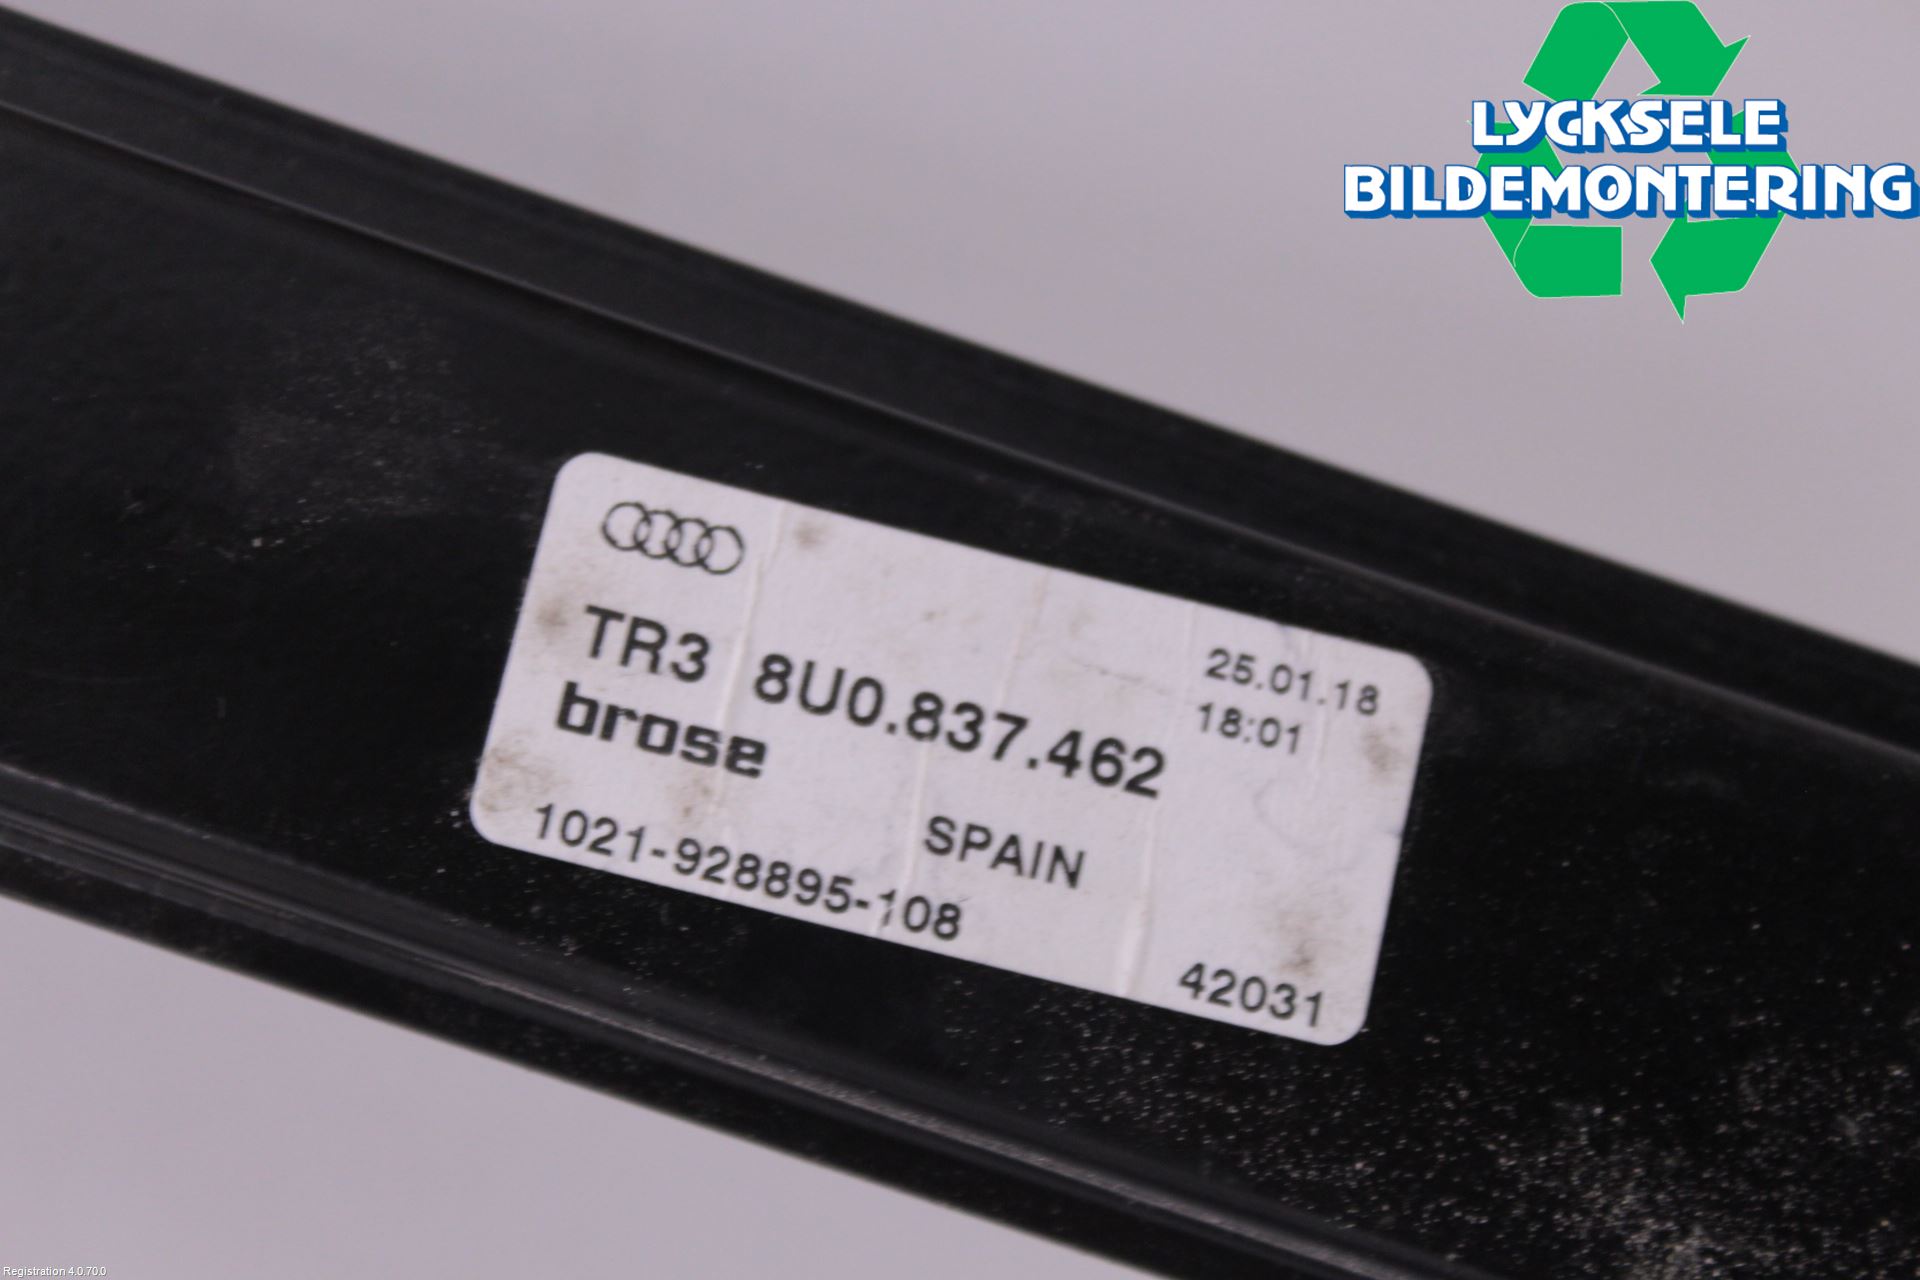 LYCKSELE
BILDEMONTERING
TR3 8U0.837.462
25.01.18
18:01
brose
SPAIN
1021-928895-108
42031
Registration 4.0.70.0